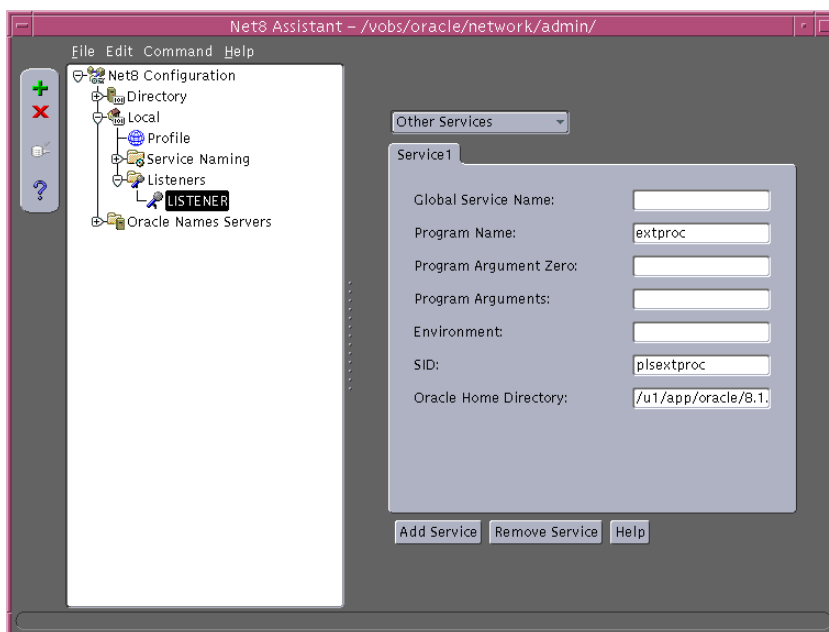 Net8 Assistant – /vobs/oracle/network/admin/
File Edit Command Help
Net8 Configuration
Directory
Local
Profile
Service Naming
Listeners
LISTENER
Oracle Names Servers
Other Services
Service1
Global Service Name:
Program Name: extproc
Program Argument Zero:
Program Arguments:
Environment:
SID: plsextproc
Oracle Home Directory: /u1/app/oracle/8.1.
Add Service Remove Service Help